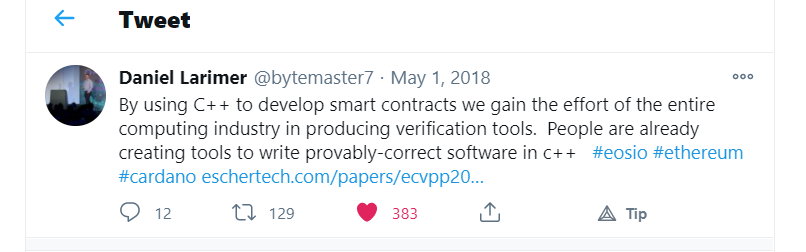 Tweet
Daniel Larimer @bytemaster7 · May 1, 2018
By using C++ to develop smart contracts we gain the effort of the entire
computing industry in producing verification tools.  People are already
creating tools to write provably-correct software in c++   #eosio #ethereum
#cardano eschertech.com/papers/ecvpp20...
12 129 383 Tip